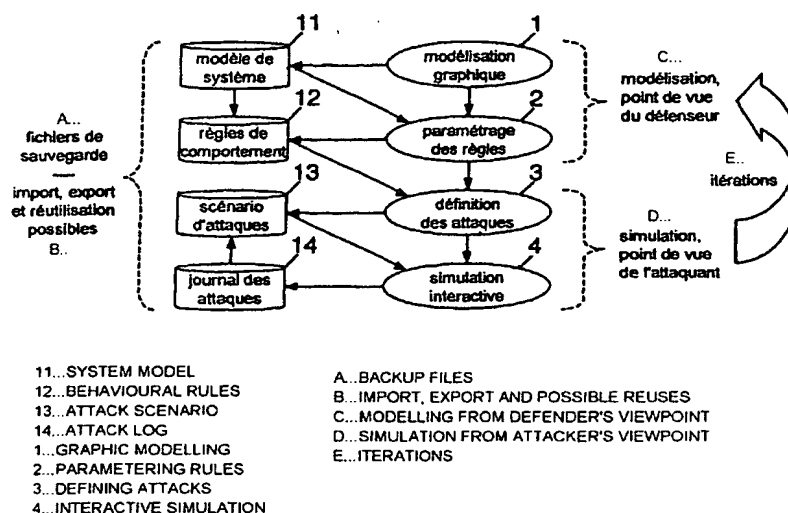 11
modèle de
système
1
modélisation
graphique
12
règles de
comportement
2
paramétrage
des règles
13
scénario
d'attaques
3
définition
des attaques
14
journal des
attaques
4
simulation
interactive
A...
fichiers de
sauvegarde
import, export
et réutilisation
possibles
B..
C...
modélisation,
point de vue
du défenseur
E..
itérations
D...
simulation,
point de vue
de l'attaquant
11...SYSTEM MODEL
12...BEHAVIOURAL RULES
13...ATTACK SCENARIO
14...ATTACK LOG
1...GRAPHIC MODELLING
2...PARAMETERING RULES
3...DEFINING ATTACKS
4...INTERACTIVE SIMULATION
A...BACKUP FILES
B...IMPORT, EXPORT AND POSSIBLE REUSES
C...MODELLING FROM DEFENDER'S VIEWPOINT
D...SIMULATION FROM ATTACKER'S VIEWPOINT
E...ITERATIONS